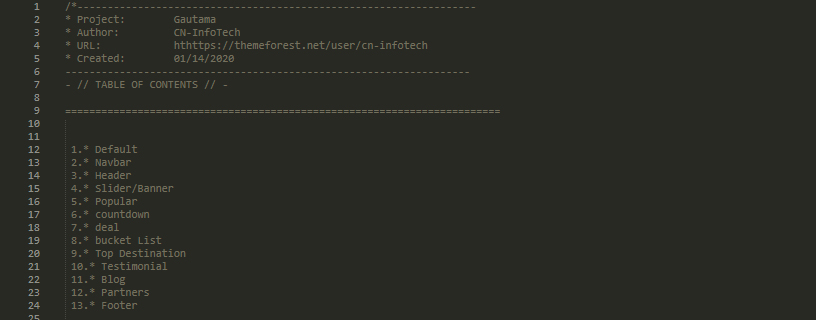 1 /*------------------------------------------------------------------
2 * Project:        Gautama
3 * Author:         CN-InfoTech
4 * URL:            hthttps://themeforest.net/user/cn-infotech
5 * Created:        01/14/2020
6 -------------------------------------------------------------------
7 - // TABLE OF CONTENTS // -
8
9 ========================================================================
10
11
12 1.* Default
13 2.* Navbar
14 3.* Header
15 4.* Slider/Banner
16 5.* Popular
17 6.* countdown
18 7.* deal
19 8.* bucket List
20 9.* Top Destination
21 10.* Testimonial
22 11.* Blog
23 12.* Partners
24 13.* Footer
25